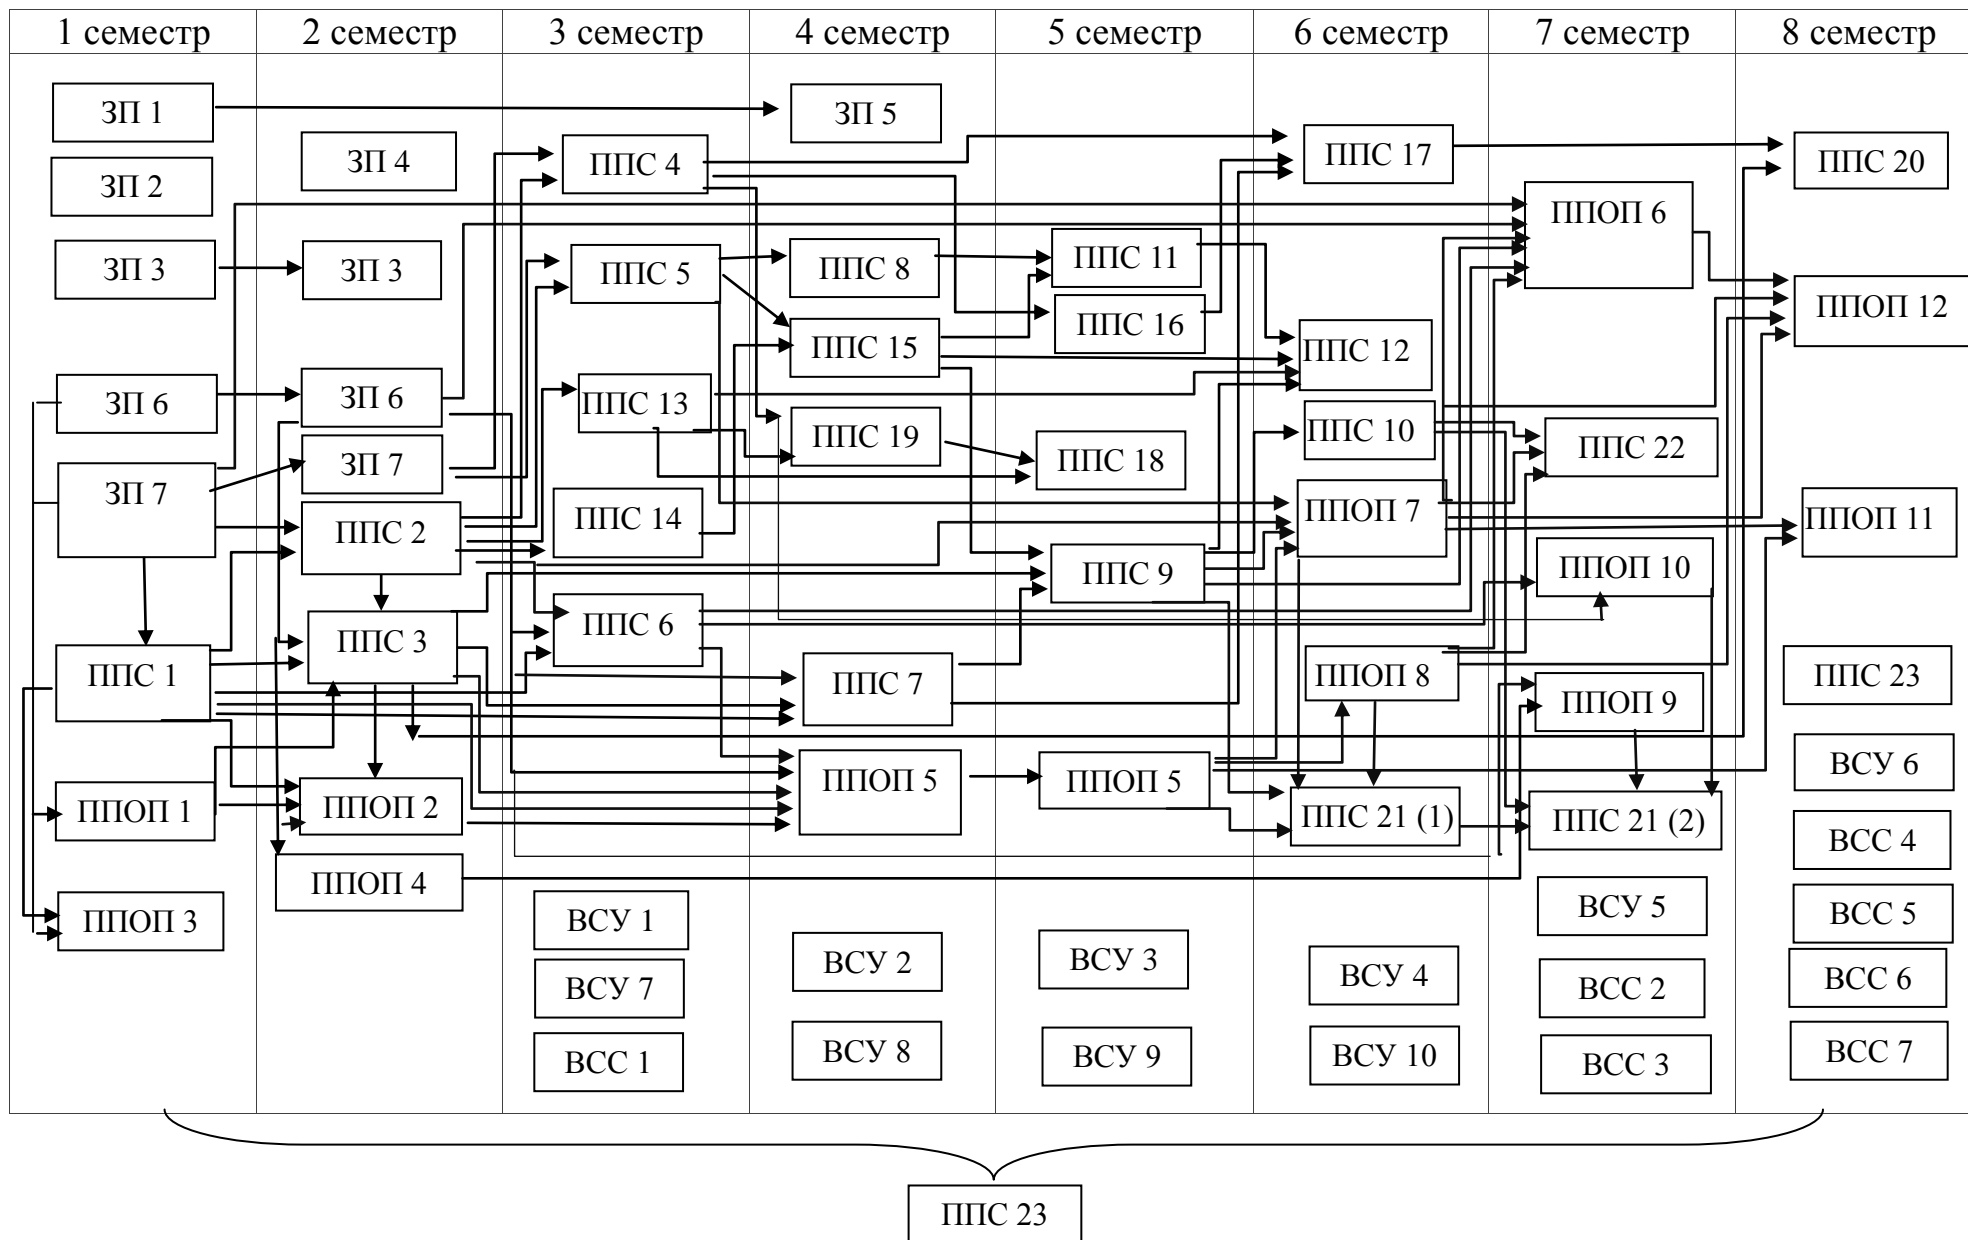 1 семестр
2 семестр
3 семестр
4 семестр
5 семестр
6 семестр
7 семестр
8 семестр
ЗП 1
ЗП 2
ЗП 3
ЗП 6
ЗП 7
ППС 1
ППОП 1
ППОП 3
ЗП 4
ЗП 3
ЗП 6
ЗП 7
ППС 2
ППС 3
ППОП 2
ППОП 4
ППС 4
ППС 5
ППС 13
ППС 14
ППС 6
ВСУ 1
ВСУ 7
ВСС 1
ЗП 5
ППС 8
ППС 15
ППС 19
ППС 7
ППОП 5
ВСУ 2
ВСУ 8
ППС 11
ППС 16
ППС 18
ППС 9
ППОП 5
ВСУ 3
ВСУ 9
ППС 17
ППС 12
ППС 10
ППОП 7
ППОП 8
ППС 21 (1)
ВСУ 4
ВСУ 10
ППОП 6
ППС 22
ППОП 10
ППОП 9
ППС 21 (2)
ВСУ 5
ВСС 2
ВСС 3
ППС 20
ППОП 12
ППОП 11
ППС 23
ВСУ 6
ВСС 4
ВСС 5
ВСС 6
ВСС 7
ППС 23